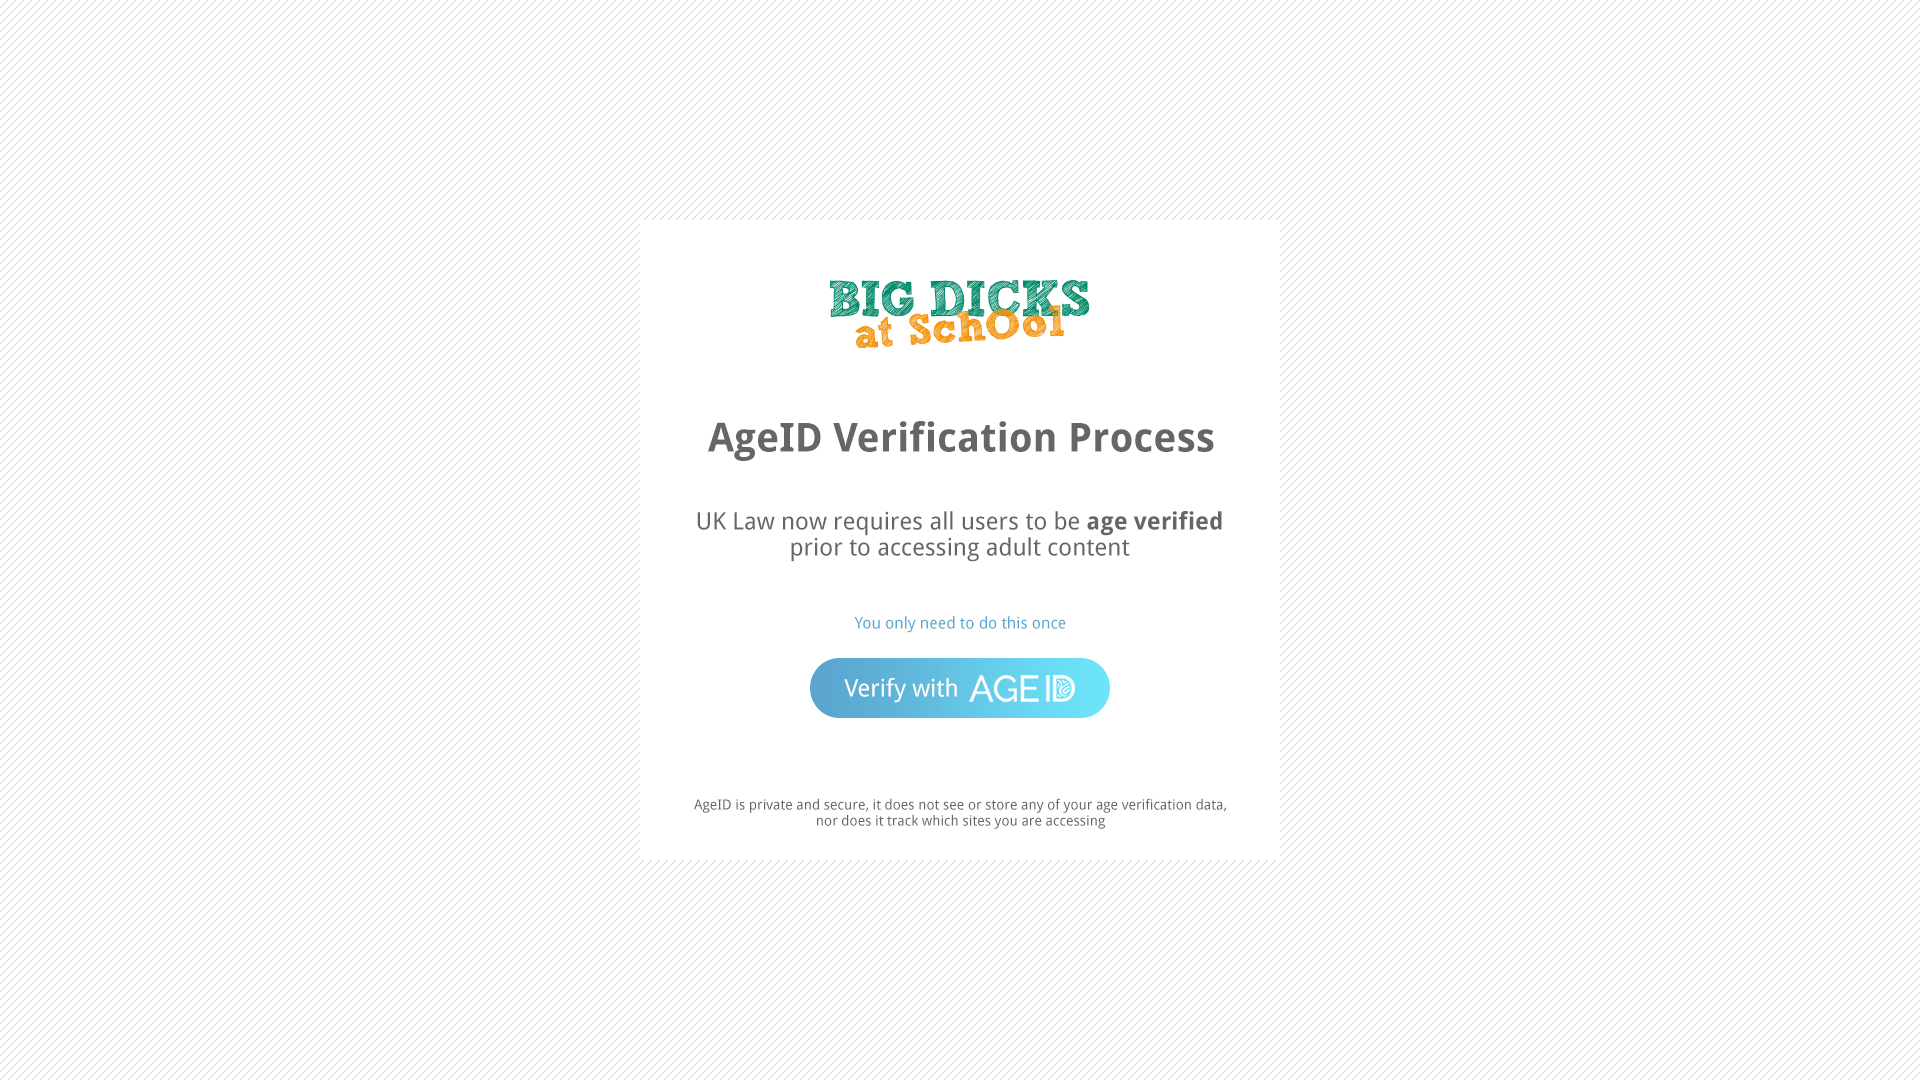 BIG DICKS
at SchOol
AgeID Verification Process
UK Law now requires all users to be age verified
prior to accessing adult content
You only need to do this once
Verify with AGE ID
AgeID is private and secure, it does not see or store any of your age verification data,
nor does it track which sites you are accessing